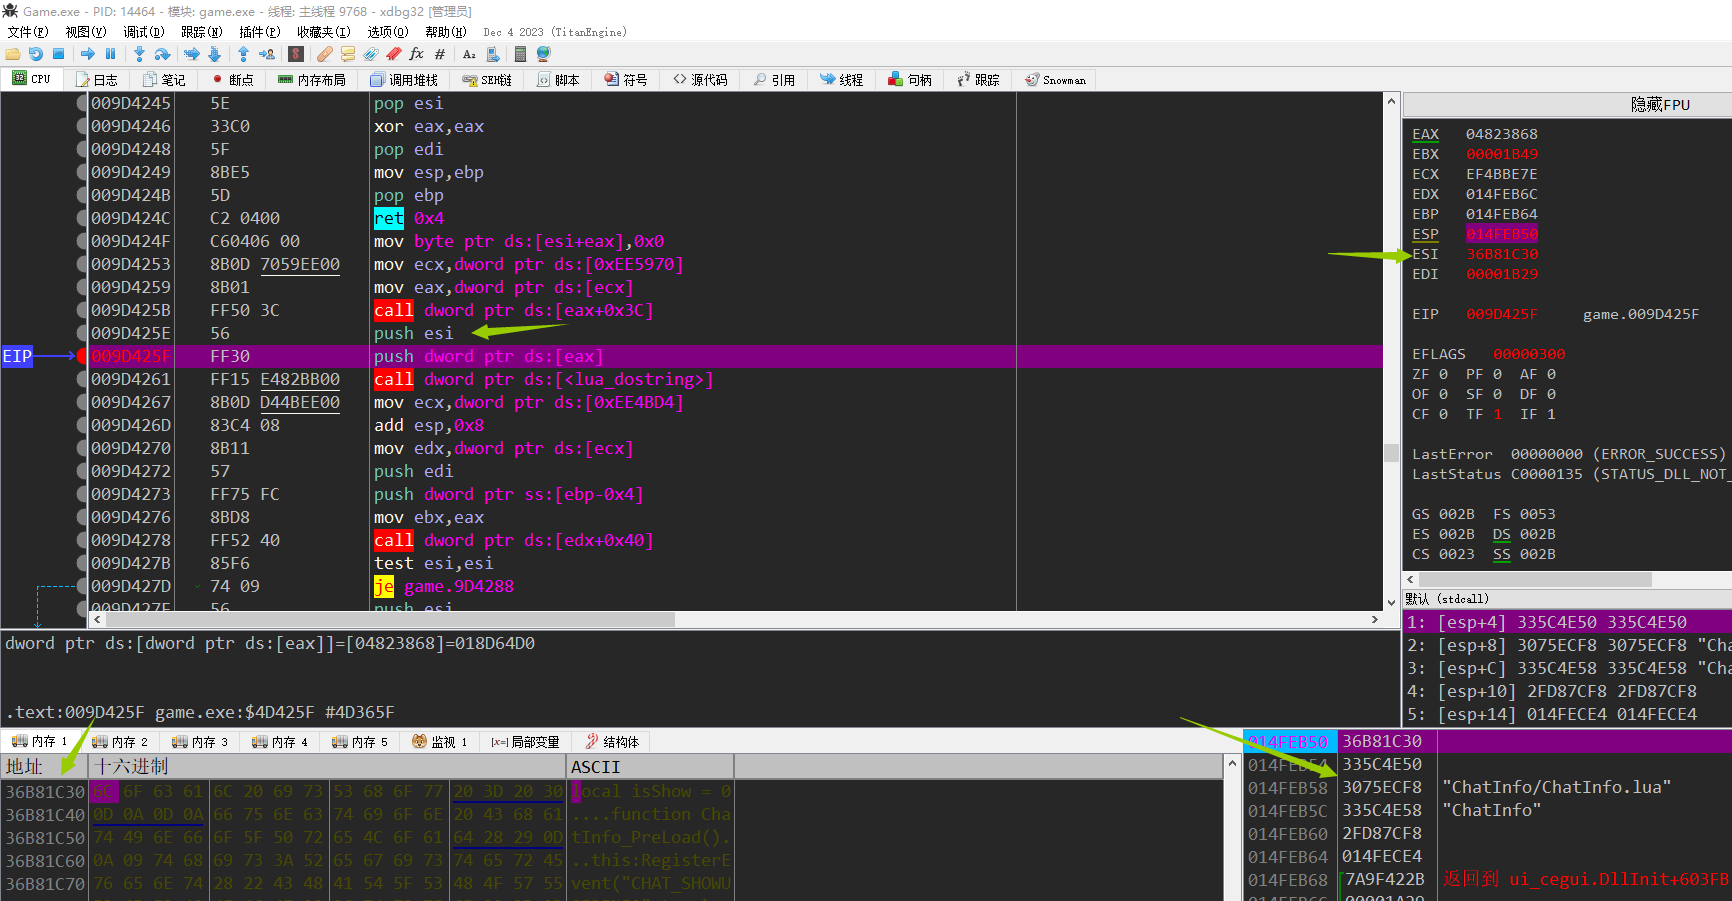 Game.exe - PID: 14464 - 模块: game.exe - 线程: 主线程 9768 - xdbg32 [管理员]
文件(F) 视图(V) 调试(D) 跟踪(N) 插件(P) 收藏夹(I) 选项(O) 帮助(H) Dec 4 2023 (TitanEngine)
CPU 日志 笔记 断点 内存布局 调用堆栈 SEH链 脚本 符号 源代码 引用 线程 句柄 跟踪 Snowman
009D4245 5E pop esi
009D4246 33C0 xor eax,eax
009D4248 5F pop edi
009D4249 8BE5 mov esp,ebp
009D424B 5D pop ebp
009D424C C2 0400 ret 0x4
009D424F C60406 00 mov byte ptr ds:[esi+eax],0x0
009D4253 8B0D 7059EE00 mov ecx,dword ptr ds:[0xEE5970]
009D4259 8B01 mov eax,dword ptr ds:[ecx]
009D425B FF50 3C call dword ptr ds:[eax+0x3C]
009D425E 56 push esi
EIP 009D425F FF30 push dword ptr ds:[eax]
009D4261 FF15 E482BB00 call dword ptr ds:[<lua_dostring>]
009D4267 8B0D D44BEE00 mov ecx,dword ptr ds:[0xEE4BD4]
009D426D 83C4 08 add esp,0x8
009D4270 8B11 mov edx,dword ptr ds:[ecx]
009D4272 57 push edi
009D4273 FF75 FC push dword ptr ss:[ebp-0x4]
009D4276 8BD8 mov ebx,eax
009D4278 FF52 40 call dword ptr ds:[edx+0x40]
009D427B 85F6 test esi,esi
009D427D 74 09 je game.9D4288
009D427F 56 push esi
隐藏FPU
EAX 04823868
EBX 00001B49
ECX EF4BBE7E
EDX 014FEB6C
EBP 014FEB64
ESP 014FEB50
ESI 36B81C30
EDI 00001B29
EIP 009D425F game.009D425F
EFLAGS 00000300
ZF 0 PF 0 AF 0
OF 0 SF 0 DF 0
CF 0 TF 1 IF 1
LastError 00000000 (ERROR_SUCCESS)
LastStatus C0000135 (STATUS_DLL_NOT_
GS 002B FS 0053
ES 002B DS 002B
CS 0023 SS 002B
默认 (stdcall)
1: [esp+4] 335C4E50 335C4E50
2: [esp+8] 3075ECF8 3075ECF8 "Cha
3: [esp+C] 335C4E58 335C4E58 "Cha
4: [esp+10] 2FD87CF8 2FD87CF8
5: [esp+14] 014FECE4 014FECE4
dword ptr ds:[dword ptr ds:[eax]]=[04823868]=018D64D0
.text:009D425F game.exe:$4D425F #4D365F
内存 1 内存 2 内存 3 内存 4 内存 5 监视 1 [x=]局部变量 结构体
地址 十六进制 ASCII
36B81C30 6C 6F 63 61 6C 20 69 73 53 68 6F 77 20 3D 20 30 local isShow = 0
36B81C40 0D 0A 0D 0A 66 75 6E 63 74 69 6F 6E 20 43 68 61 ....function Cha
36B81C50 74 49 6E 66 6F 5F 50 72 65 4C 6F 61 64 28 29 0D tInfo_PreLoad().
36B81C60 0A 09 74 68 69 73 3A 52 65 67 69 73 74 65 72 45 ..this:RegisterE
36B81C70 76 65 6E 74 28 22 43 48 41 54 5F 53 48 4F 57 55 vent("CHAT_SHOWU
014FEB50 36B81C30
014FEB54 335C4E50
014FEB58 3075ECF8 "ChatInfo/ChatInfo.lua"
014FEB5C 335C4E58 "ChatInfo"
014FEB60 2FD87CF8
014FEB64 014FECE4
014FEB68 7A9F422B 返回到 ui_cegui.DllInit+603FB